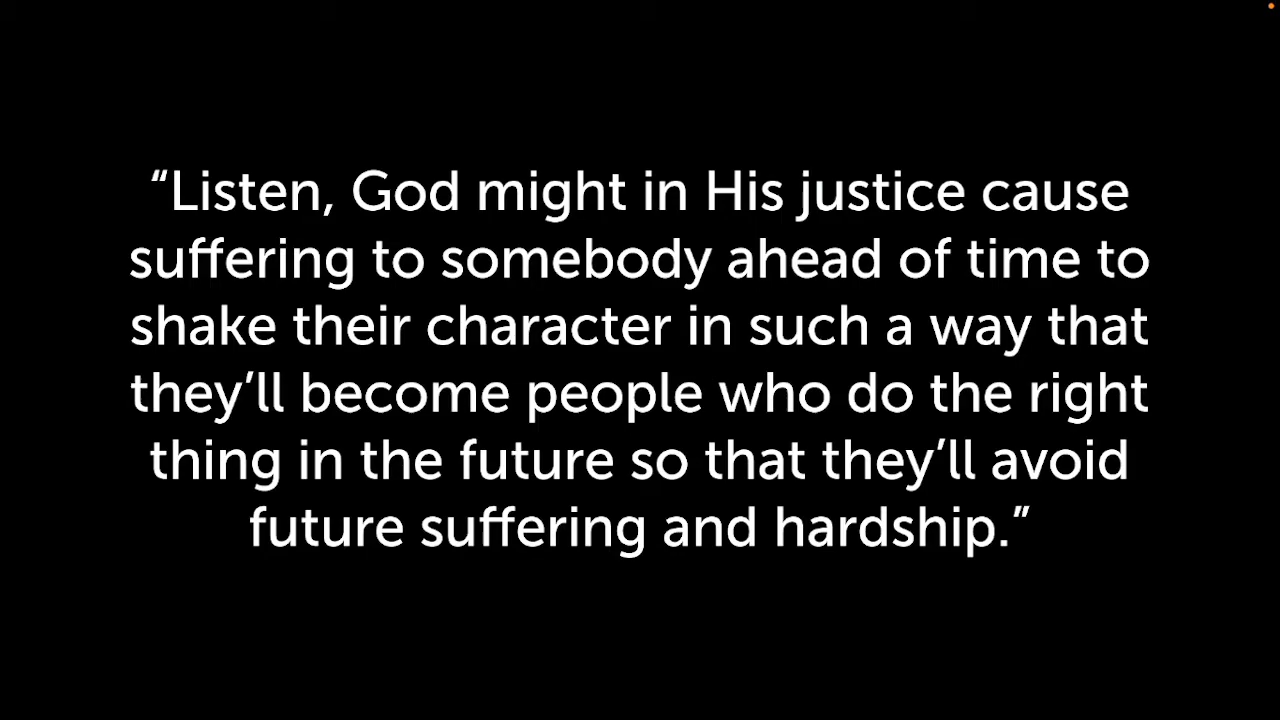 “Listen, God might in His justice cause
suffering to somebody ahead of time to
shake their character in such a way that
they’ll become people who do the right
thing in the future so that they’ll avoid
future suffering and hardship.”